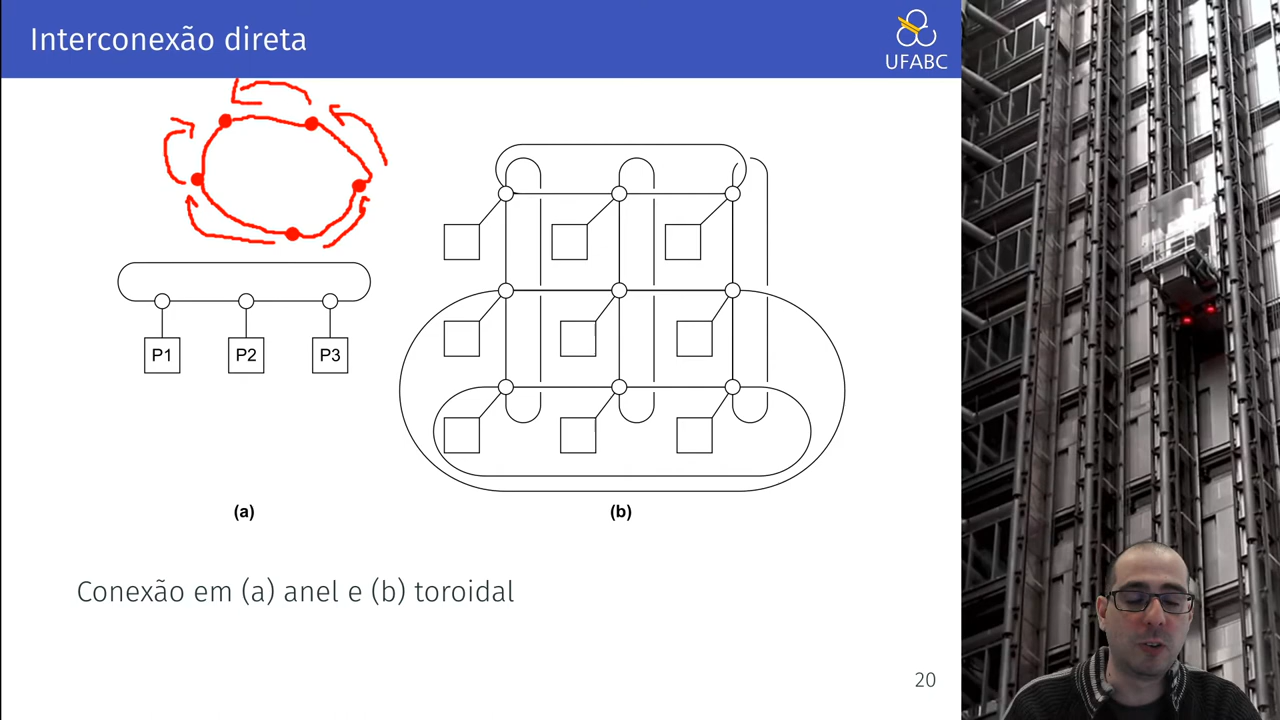 Interconexão direta
UFABC
P1
P2
P3
(a)
(b)
Conexão em (a) anel e (b) toroidal
20